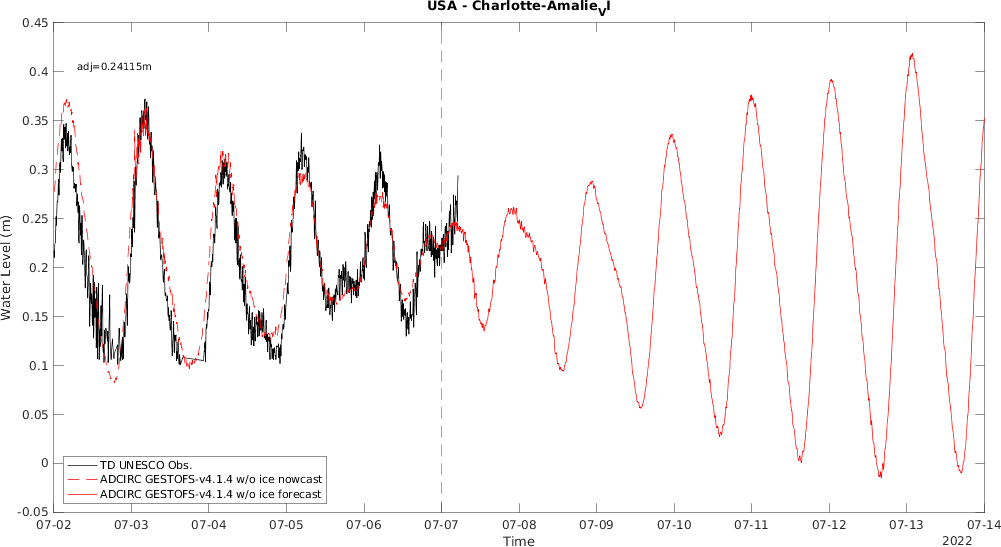 USA - Charlotte-Amalie_VI
adj=0.24115m
0.45
0.4
0.35
0.3
0.25
0.2
0.15
0.1
0.05
0
-0.05
Water Level (m)
TD UNESCO Obs.
ADCIRC GESTOFS-v4.1.4 w/o ice nowcast
ADCIRC GESTOFS-v4.1.4 w/o ice forecast
07-02 07-03 07-04 07-05 07-06 07-07 07-08 07-09 07-10 07-11 07-12 07-13 07-14
Time
2022